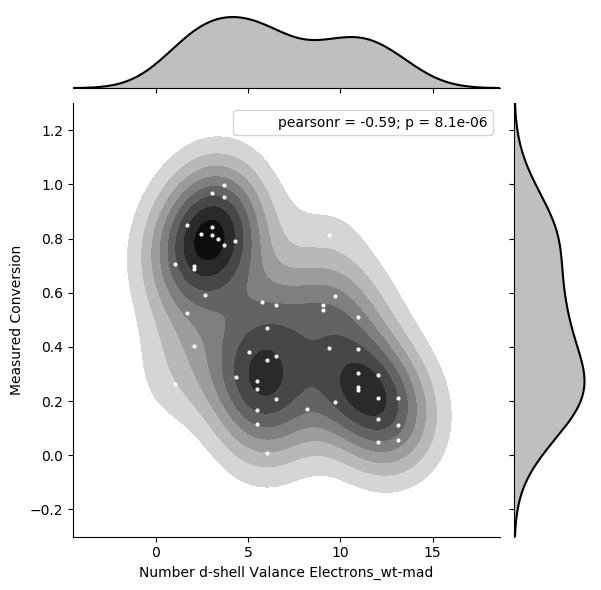 pearsonr = -0.59; p = 8.1e-06
1.2
1.0
0.8
0.6
0.4
0.2
0.0
−0.2
Measured Conversion
0 5 10 15
Number d-shell Valance Electrons_wt-mad